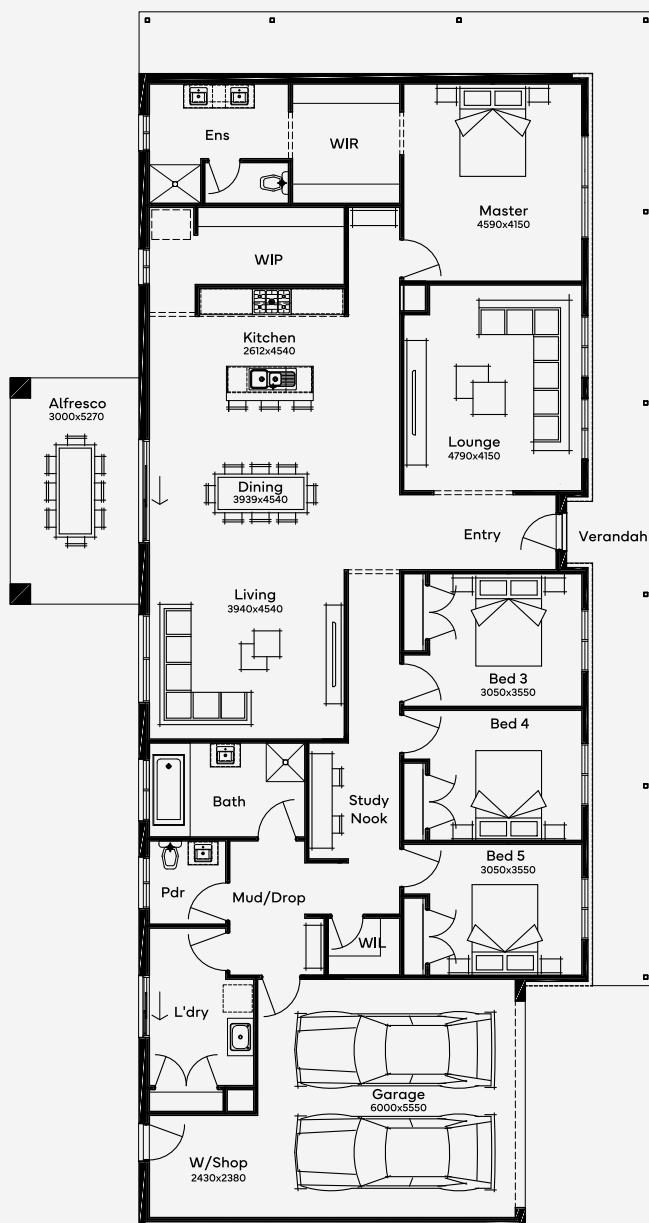 Ens
WIR
Master
4590x4150
WIP
Kitchen
2612x4540
Alfresco
3000x5270
Lounge
4790x4150
Dining
3939x4540
Entry
Verandah
Living
3940x4540
Bed 3
3050x3550
Bed 4
Bath
Study
Nook
Bed 5
3050x3550
Pdr
Mud/Drop
WIL
L'dry
Garage
6000x5550
W/Shop
2430x2380